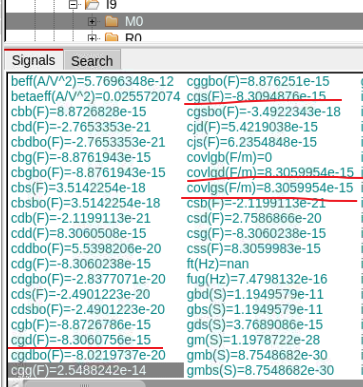 I9
M0
R0
Signals Search
beff(A/V^2)=5.7696348e-12 cggbo(F)=8.876251e-15
betaeff(A/V^2)=0.025572074 cgs(F)=-8.3094876e-15
cbb(F)=8.8726828e-15 cgsbo(F)=-3.4922343e-18
cbd(F)=-2.7653353e-21 cjd(F)=5.4219038e-15
cbdbo(F)=-2.7653353e-21 cjs(F)=6.2354848e-15
cbg(F)=-8.8761943e-15 covlgb(F/m)=0
cbgbo(F)=-8.8761943e-15 covlgd(F/m)=8.3059954e-15
cbs(F)=3.5142254e-18 covlgs(F/m)=8.3059954e-15
cbsbo(F)=3.5142254e-18 csb(F)=-2.1199113e-21
cdb(F)=-2.1199113e-21 csd(F)=2.7586866e-20
cdd(F)=8.3060508e-15 csg(F)=-8.3060238e-15
cddbo(F)=5.5398206e-20 css(F)=8.3059983e-15
cdg(F)=-8.3060238e-15 ft(Hz)=nan
cdgbo(F)=-2.8377071e-20 fug(Hz)=7.4798132e-16
cds(F)=-2.4901223e-20 gbd(S)=1.1949579e-11
cdsbo(F)=-2.4901223e-20 gbs(S)=1.1949579e-11
cgb(F)=-8.8726786e-15 gds(S)=3.7689086e-15
cgd(F)=-8.3060756e-15 gm(S)=1.1978722e-28
cgdbo(F)=-8.0219737e-20 gmb(S)=8.7548682e-30
cgg(F)=2.5488242e-14 gmbs(S)=8.7548682e-30